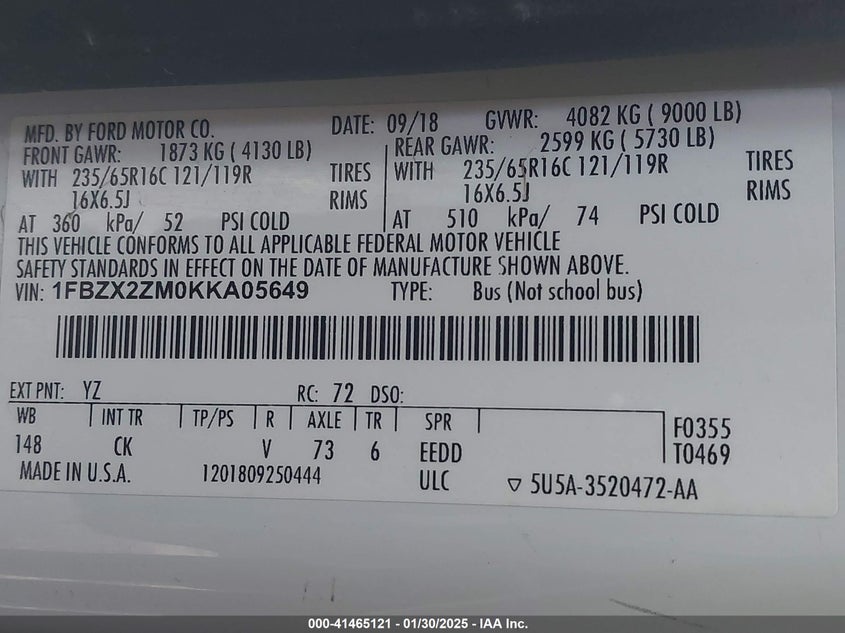 MFD. BY FORD MOTOR CO. DATE: 09/18 GVWR: 4082 KG ( 9000 LB)
FRONT GAWR: 1873 KG ( 4130 LB) REAR GAWR: 2599 KG ( 5730 LB)
WITH 235/65R16C 121/119R TIRES WITH 235/65R16C 121/119R TIRES
16X6.5J RIMS 16X6.5J RIMS
AT 360 kPa/ 52 PSI COLD AT 510 kPa/ 74 PSI COLD
THIS VEHICLE CONFORMS TO ALL APPLICABLE FEDERAL MOTOR VEHICLE
SAFETY STANDARDS IN EFFECT ON THE DATE OF MANUFACTURE SHOWN ABOVE.
VIN: 1FBZX2ZM0KKA05649 TYPE: Bus (Not school bus)
EXT PNT: YZ RC: 72 DSO:
WB INT TR TP/PS R AXLE TR SPR F0355
148 CK V 73 6 EEDD T0469
MADE IN U.S.A. 1201809250444 ULC ▽ 5U5A-3520472-AA
000-41465121 - 01/30/2025 - IAA Inc.